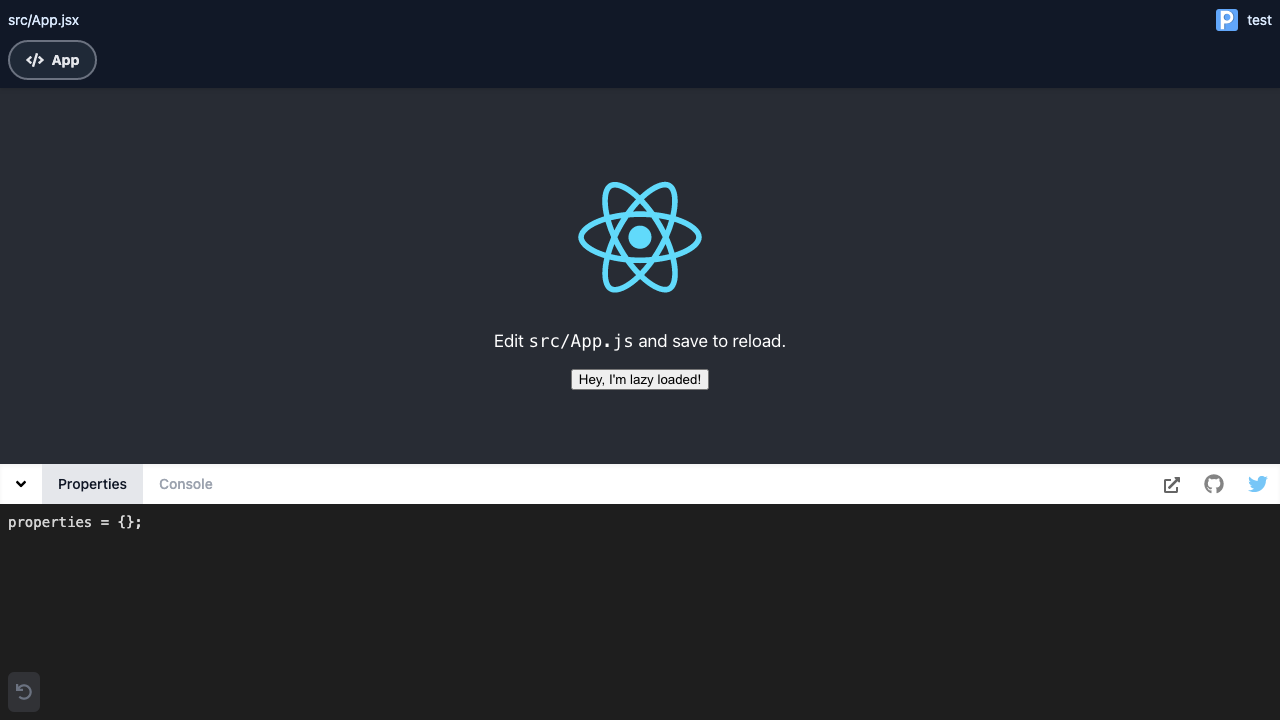 src/App.jsx
P test
</> App
Edit src/App.js and save to reload.
Hey, I'm lazy loaded!
Properties Console
properties = {};